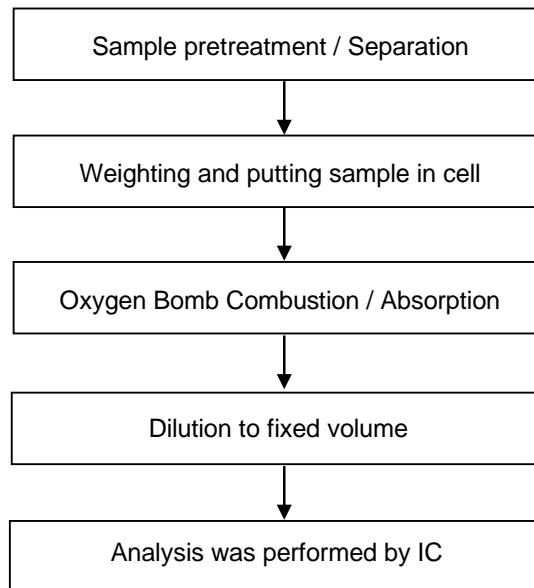 Sample pretreatment / Separation
Weighting and putting sample in cell
Oxygen Bomb Combustion / Absorption
Dilution to fixed volume
Analysis was performed by IC